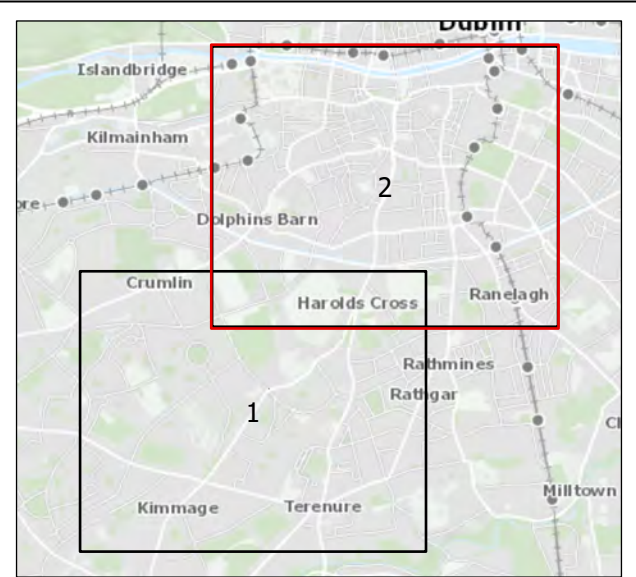 Dublin
Islandbridge
Kilmainham
ore
2
Dolphins Barn
Crumlin
Harolds Cross
Ranelagh
Rathmines
Rathgar
1
Cl
Milltown
Kimmage
Terenure